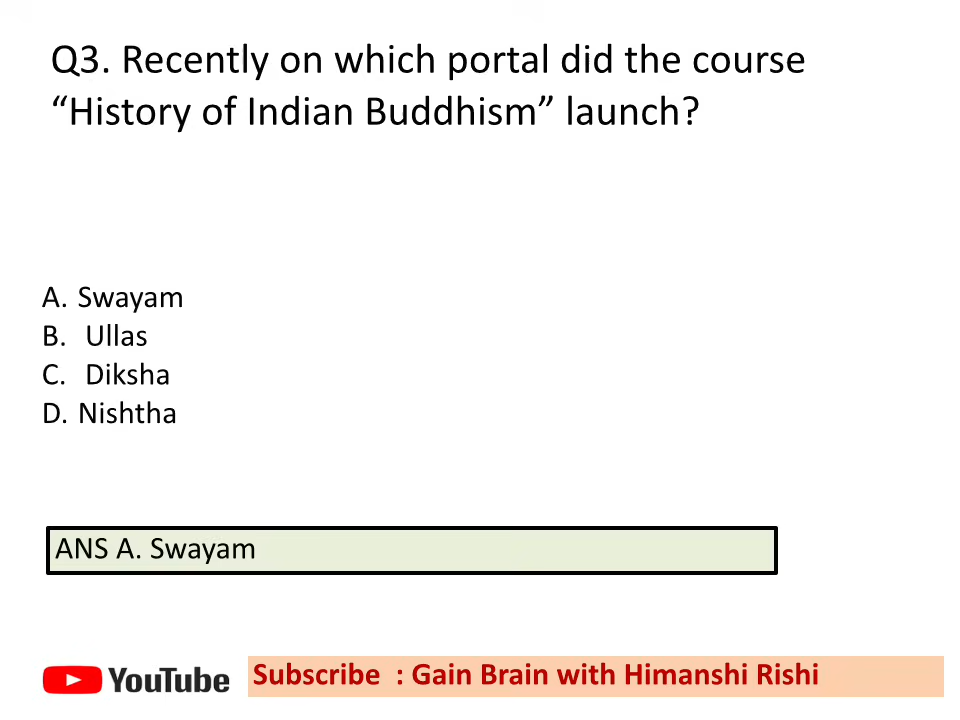 Q3. Recently on which portal did the course
“History of Indian Buddhism” launch?
A. Swayam
B. Ullas
C. Diksha
D. Nishtha
ANS A. Swayam
YouTube
Subscribe : Gain Brain with Himanshi Rishi